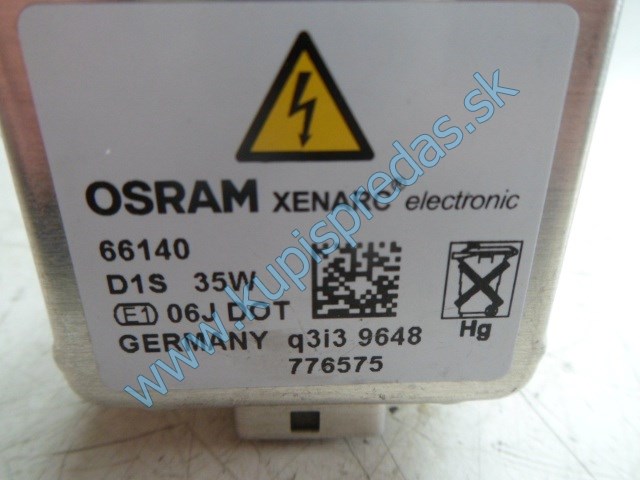 OSRAM XENARC® electronic
66140
D1S 35W
E1 06J DOT
GERMANY q3i3 9648
776575
Hg
www.kupispredas.sk